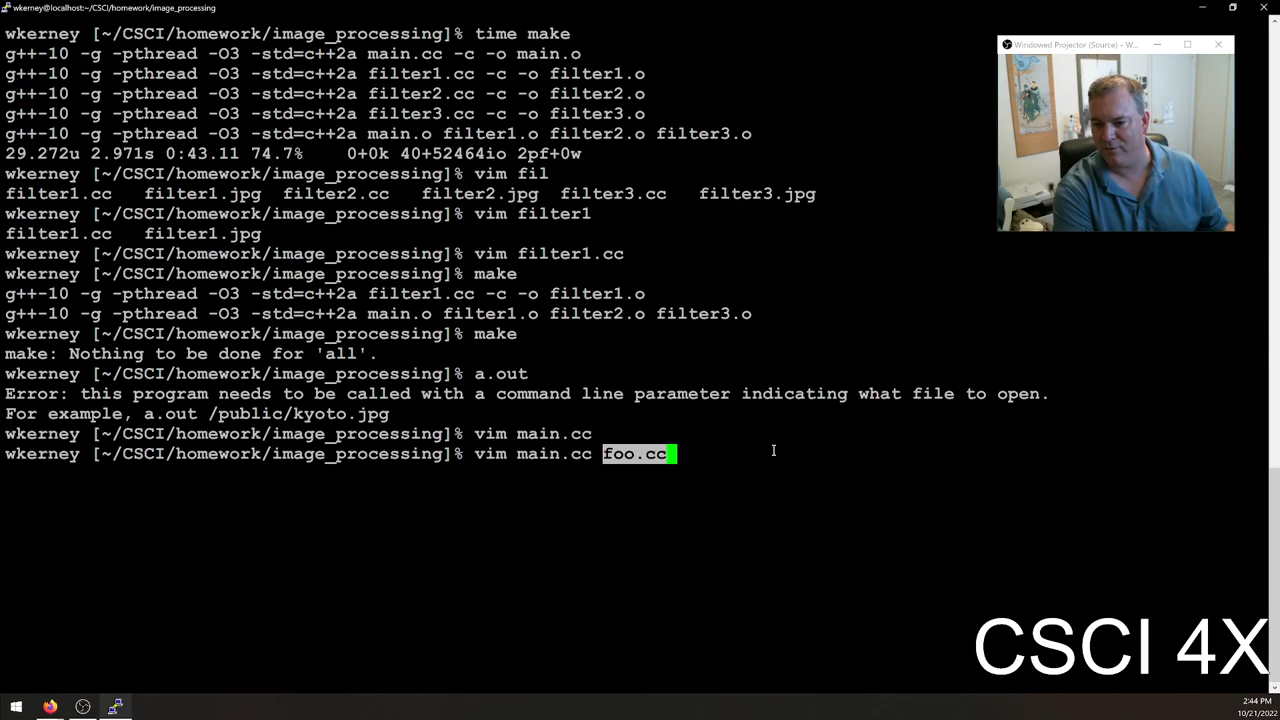 wkerney@localhost:~/CSCI/homework/image_processing
wkerney [~/CSCI/homework/image_processing]% time make
g++-10 -g -pthread -O3 -std=c++2a main.cc -c -o main.o
g++-10 -g -pthread -O3 -std=c++2a filter1.cc -c -o filter1.o
g++-10 -g -pthread -O3 -std=c++2a filter2.cc -c -o filter2.o
g++-10 -g -pthread -O3 -std=c++2a filter3.cc -c -o filter3.o
g++-10 -g -pthread -O3 -std=c++2a main.o filter1.o filter2.o filter3.o
29.272u 2.971s 0:43.11 74.7%    0+0k 40+52464io 2pf+0w
wkerney [~/CSCI/homework/image_processing]% vim fil
filter1.cc   filter1.jpg  filter2.cc   filter2.jpg  filter3.cc   filter3.jpg
wkerney [~/CSCI/homework/image_processing]% vim filter1
filter1.cc   filter1.jpg
wkerney [~/CSCI/homework/image_processing]% vim filter1.cc
wkerney [~/CSCI/homework/image_processing]% make
g++-10 -g -pthread -O3 -std=c++2a filter1.cc -c -o filter1.o
g++-10 -g -pthread -O3 -std=c++2a main.o filter1.o filter2.o filter3.o
wkerney [~/CSCI/homework/image_processing]% make
make: Nothing to be done for 'all'.
wkerney [~/CSCI/homework/image_processing]% a.out
Error: this program needs to be called with a command line parameter indicating what file to open.
For example, a.out /public/kyoto.jpg
wkerney [~/CSCI/homework/image_processing]% vim main.cc
wkerney [~/CSCI/homework/image_processing]% vim main.cc foo.cc
Windowed Projector (Source) - W...
CSCI 4X
2:44 PM
10/21/2022